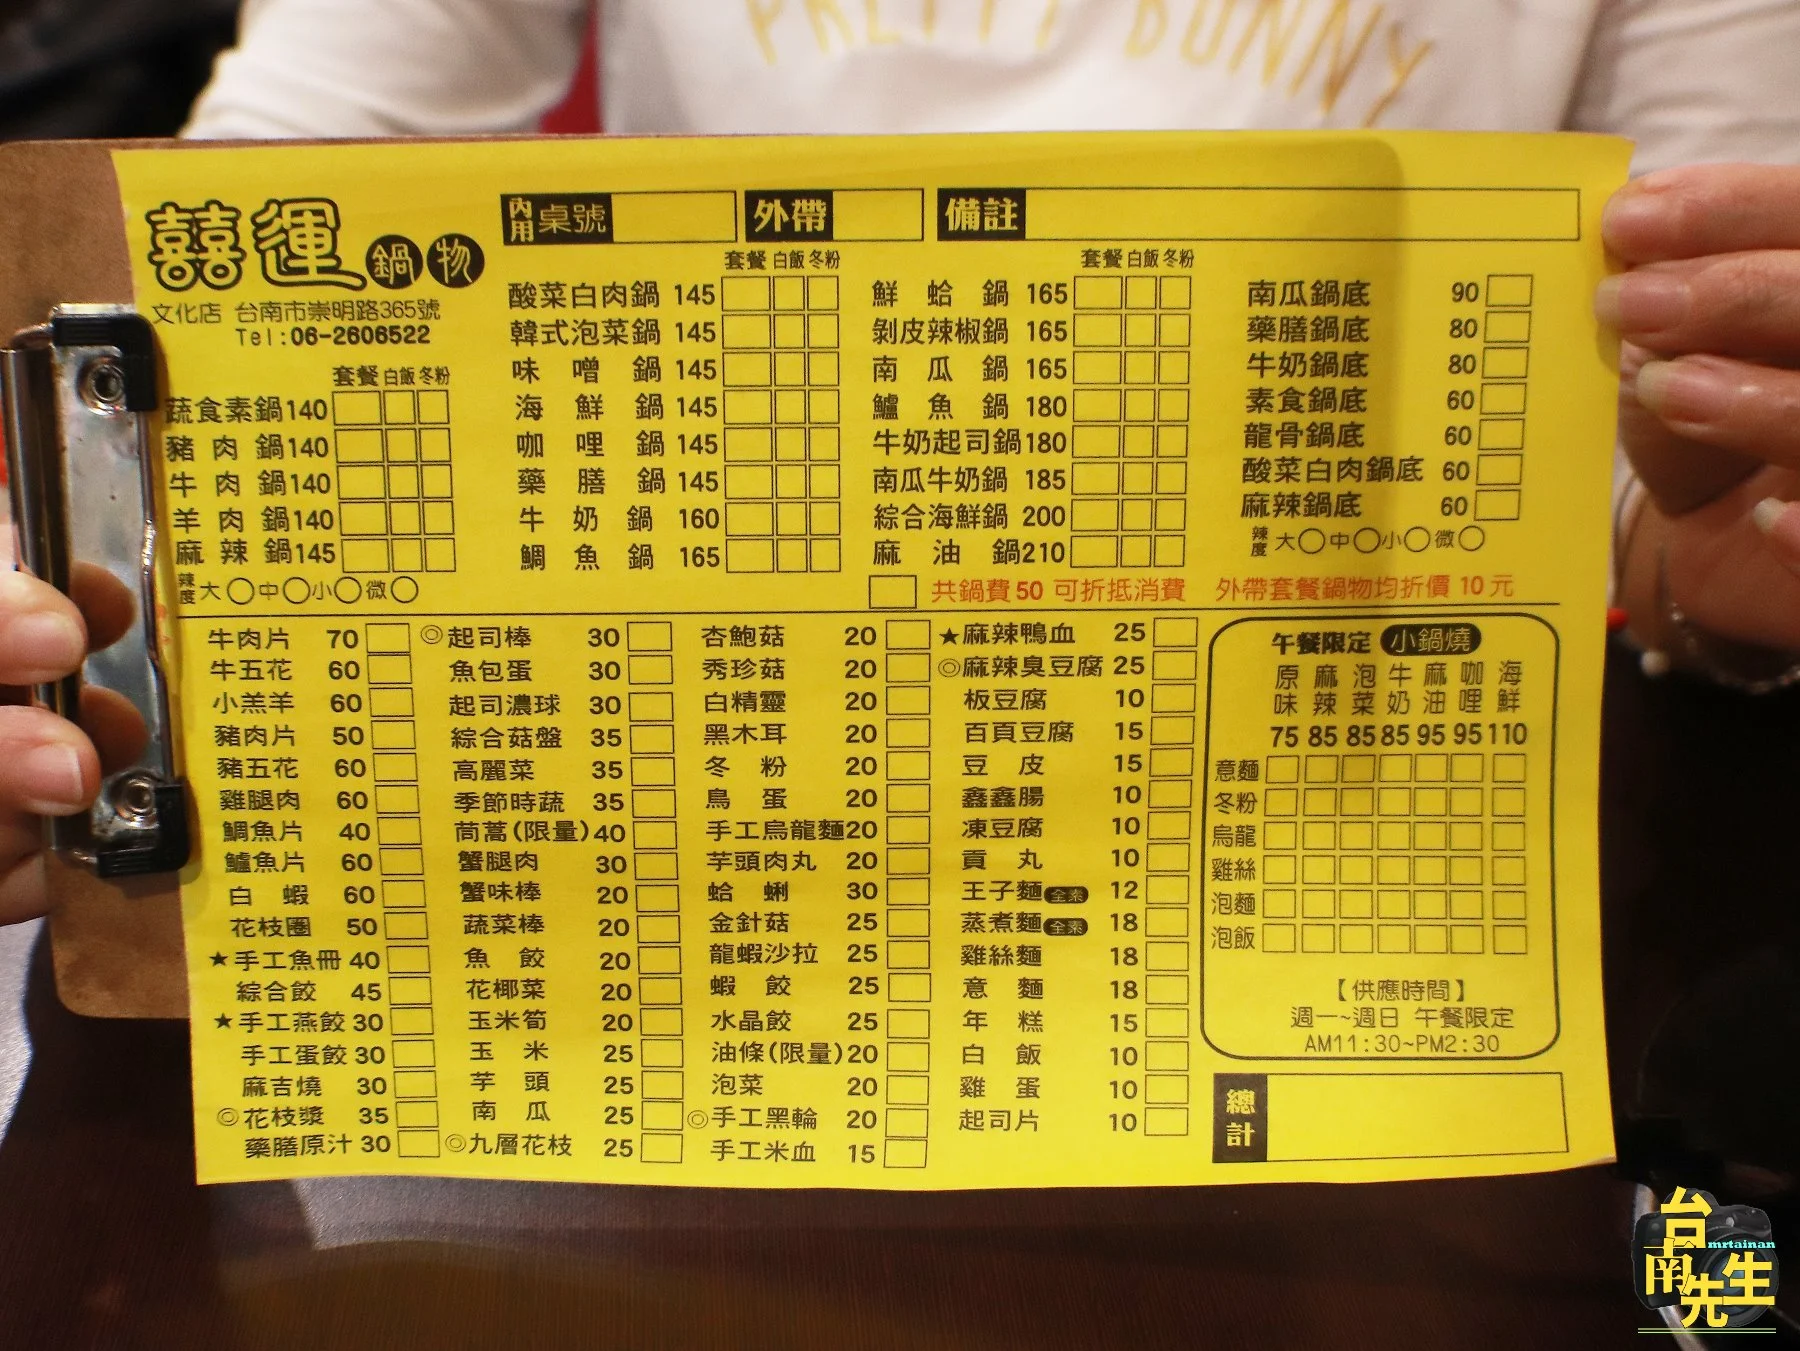 PRETTY BUNNY
囍運鍋物
文化店 台南市崇明路365號
Tel:06-2606522
內用 桌號
外帶
備註
套餐 白飯 冬粉
蔬食素鍋 140
豬肉鍋 140
牛肉鍋 140
羊肉鍋 140
麻辣鍋 145
辣度 大○中○小○微○
套餐 白飯 冬粉
酸菜白肉鍋 145
韓式泡菜鍋 145
味噌鍋 145
海鮮鍋 145
咖哩鍋 145
藥膳鍋 145
牛奶鍋 160
鯛魚鍋 165
套餐 白飯 冬粉
鮮蛤鍋 165
剝皮辣椒鍋 165
南瓜鍋 165
鱸魚鍋 180
牛奶起司鍋 180
南瓜牛奶鍋 185
綜合海鮮鍋 200
麻油鍋 210
南瓜鍋底 90
藥膳鍋底 80
牛奶鍋底 80
素食鍋底 60
龍骨鍋底 60
酸菜白肉鍋底 60
麻辣鍋底 60
辣度 大○中○小○微○
共鍋費50 可折抵消費 外帶套餐鍋物均折價 10 元
牛肉片 70
牛五花 60
小羔羊 60
豬肉片 50
豬五花 60
雞腿肉 60
鯛魚片 40
鱸魚片 60
白蝦 60
花枝圈 50
★手工魚冊 40
綜合餃 45
★手工燕餃 30
手工蛋餃 30
麻吉燒 30
◎花枝漿 35
藥膳原汁 30
◎起司棒 30
魚包蛋 30
起司濃球 30
綜合菇盤 35
高麗菜 35
季節時蔬 35
茼蒿(限量) 40
蟹腿肉 30
蟹味棒 20
蔬菜棒 20
魚餃 20
花椰菜 20
玉米筍 20
玉米 25
芋頭 25
南瓜 25
◎九層花枝 25
杏鮑菇 20
秀珍菇 20
白精靈 20
黑木耳 20
冬粉 20
鳥蛋 20
手工烏龍麵 20
芋頭肉丸 20
蛤蜊 30
金針菇 25
龍蝦沙拉 25
蝦餃 25
水晶餃 25
油條(限量) 20
泡菜 20
◎手工黑輪 20
手工米血 15
★麻辣鴨血 25
◎麻辣臭豆腐 25
板豆腐 10
百頁豆腐 15
豆皮 15
鑫鑫腸 10
凍豆腐 10
貢丸 10
王子麵 全素 12
蒸煮麵 全素 18
雞絲麵 18
意麵 18
年糕 15
白飯 10
雞蛋 10
起司片 10
午餐限定 小鍋燒
原味 麻辣 泡菜 牛奶 麻油 咖哩 海鮮
75 85 85 85 95 95 110
意麵
冬粉
烏龍
雞絲
泡麵
泡飯
【供應時間】
週一~週日 午餐限定
AM11:30~PM2:30
總計
台南先生
mrtainan